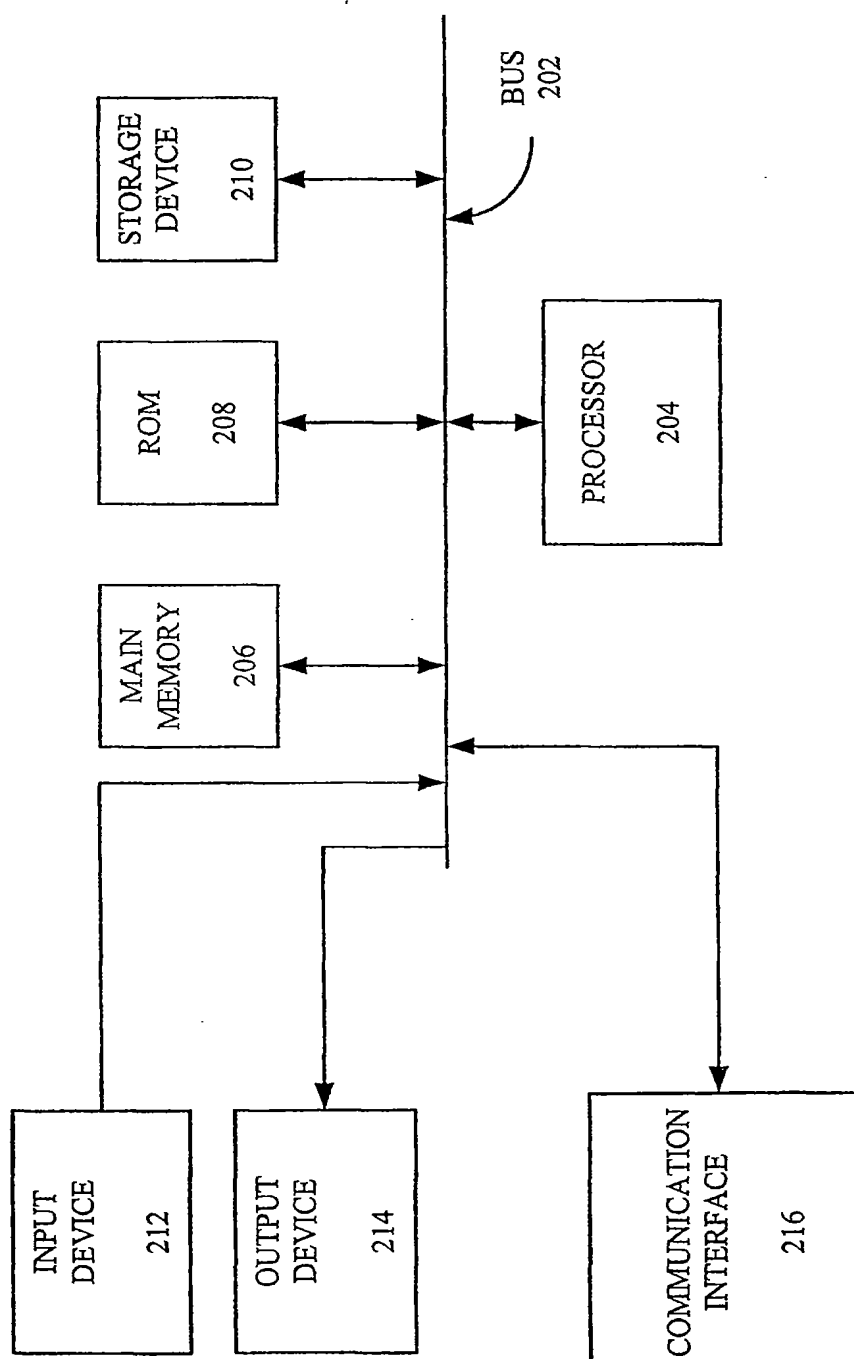 INPUT
DEVICE
212
OUTPUT
DEVICE
214
COMMUNICATION
INTERFACE
216
MAIN
MEMORY
206
ROM
208
STORAGE
DEVICE
210
PROCESSOR
204
BUS
202